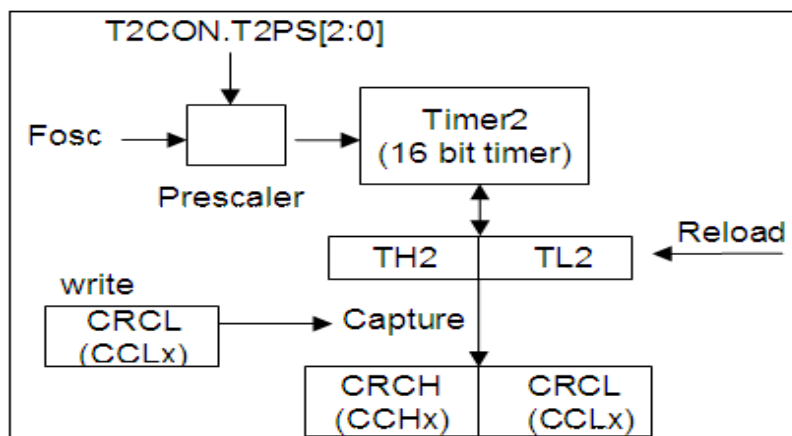 T2CON.T2PS[2:0]
Fosc
Prescaler
Timer2
(16 bit timer)
TH2
TL2
Reload
write
CRCL
(CCLx)
Capture
CRCH
(CCHx)
CRCL
(CCLx)